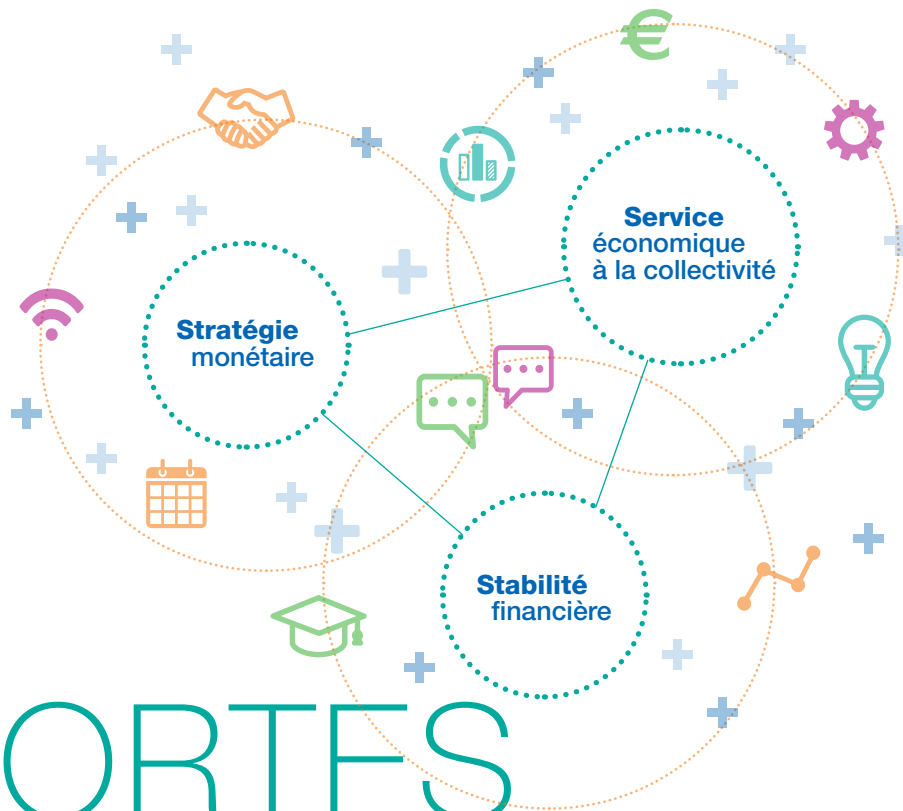 Service
économique
à la collectivité
Stratégie
monétaire
Stabilité
financière
ORTES